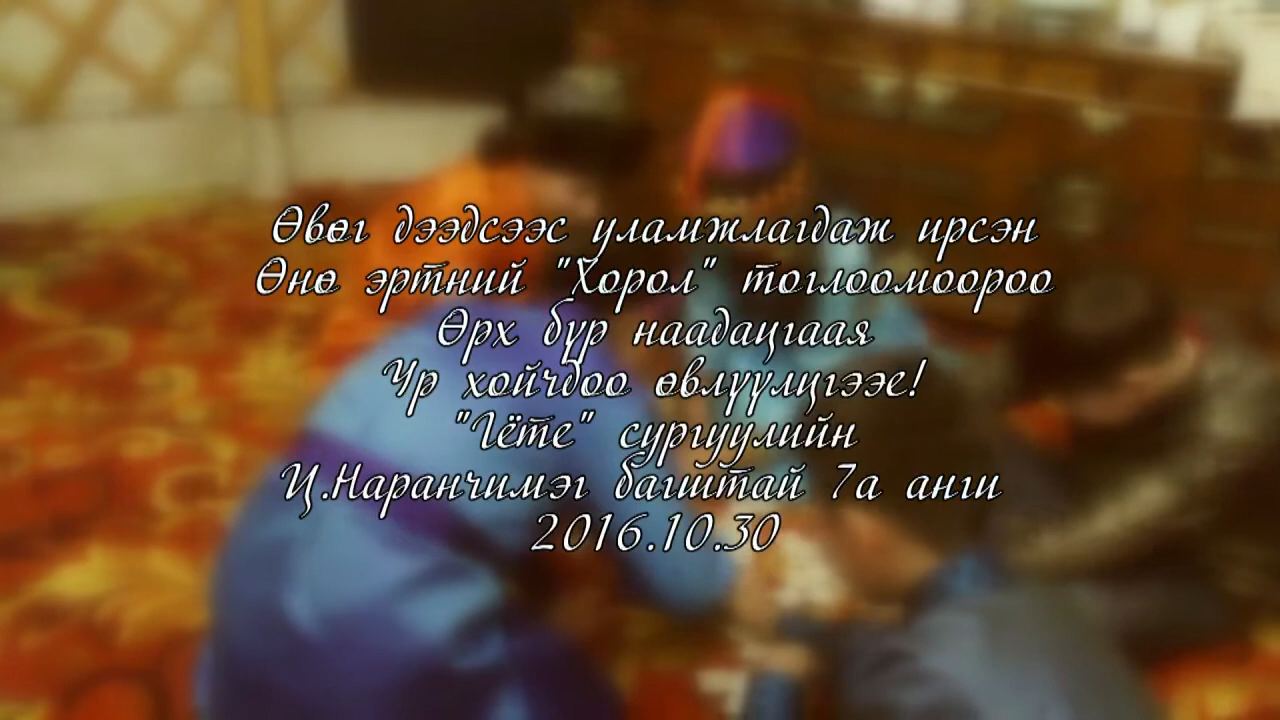 Өвөг дээдсээс уламжлагдаж ирсэн
Өнө эртний "Хорол" тоглоомоороо
Өрх бүр наадацгаая
Үр хойчдоо өвлүүлцгээе!
"Гёте" сургуулийн
Ц.Наранчимэг багштай 7а анги
2016.10.30